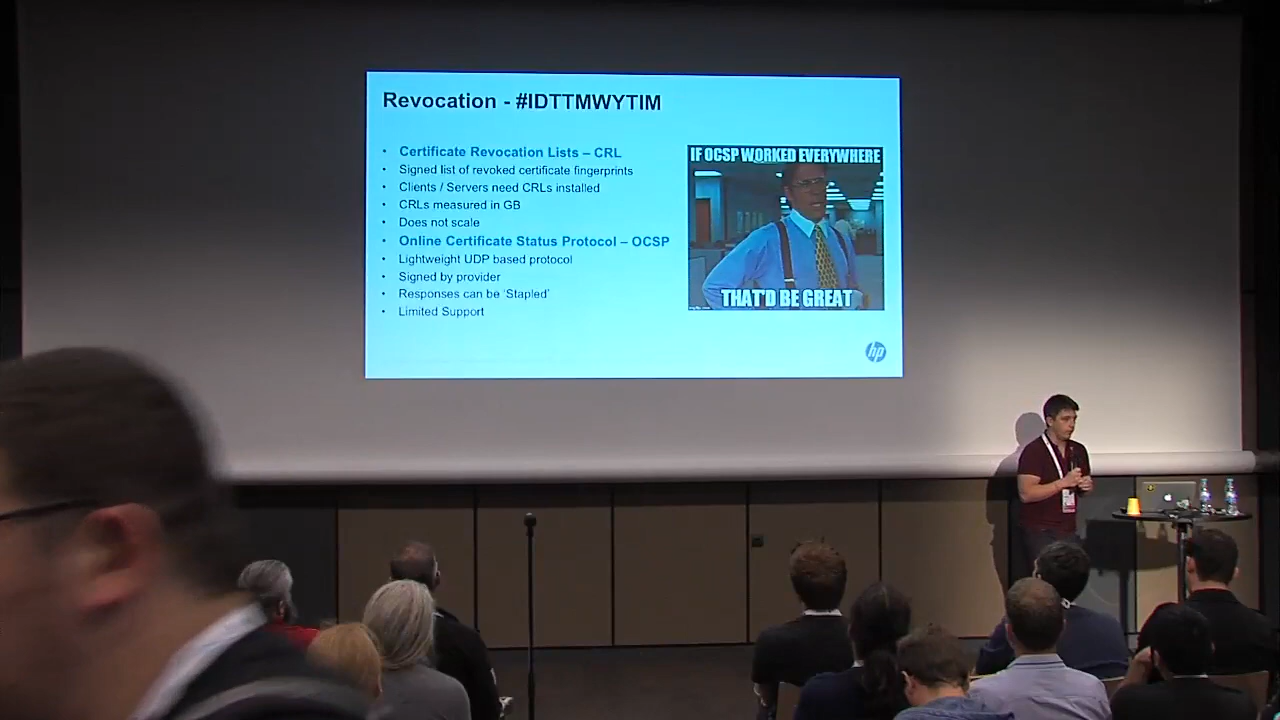 Revocation - #IDTTMWYTIM
• Certificate Revocation Lists – CRL
• Signed list of revoked certificate fingerprints
• Clients / Servers need CRLs installed
• CRLs measured in GB
• Does not scale
• Online Certificate Status Protocol – OCSP
• Lightweight UDP based protocol
• Signed by provider
• Responses can be ‘Stapled’
• Limited Support
IF OCSP WORKED EVERYWHERE
THAT'D BE GREAT
hp